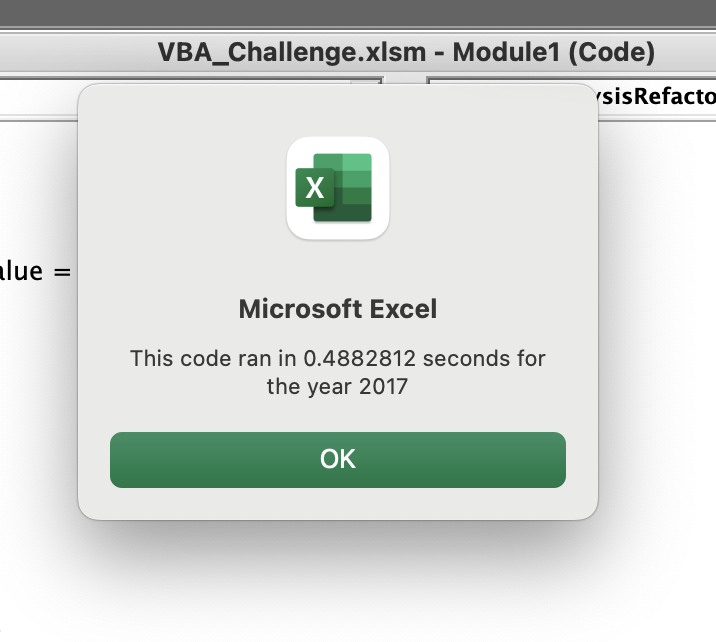 VBA_Challenge.xlsm - Module1 (Code)
ysisRefacto
X
alue =
Microsoft Excel
This code ran in 0.4882812 seconds for
the year 2017
OK